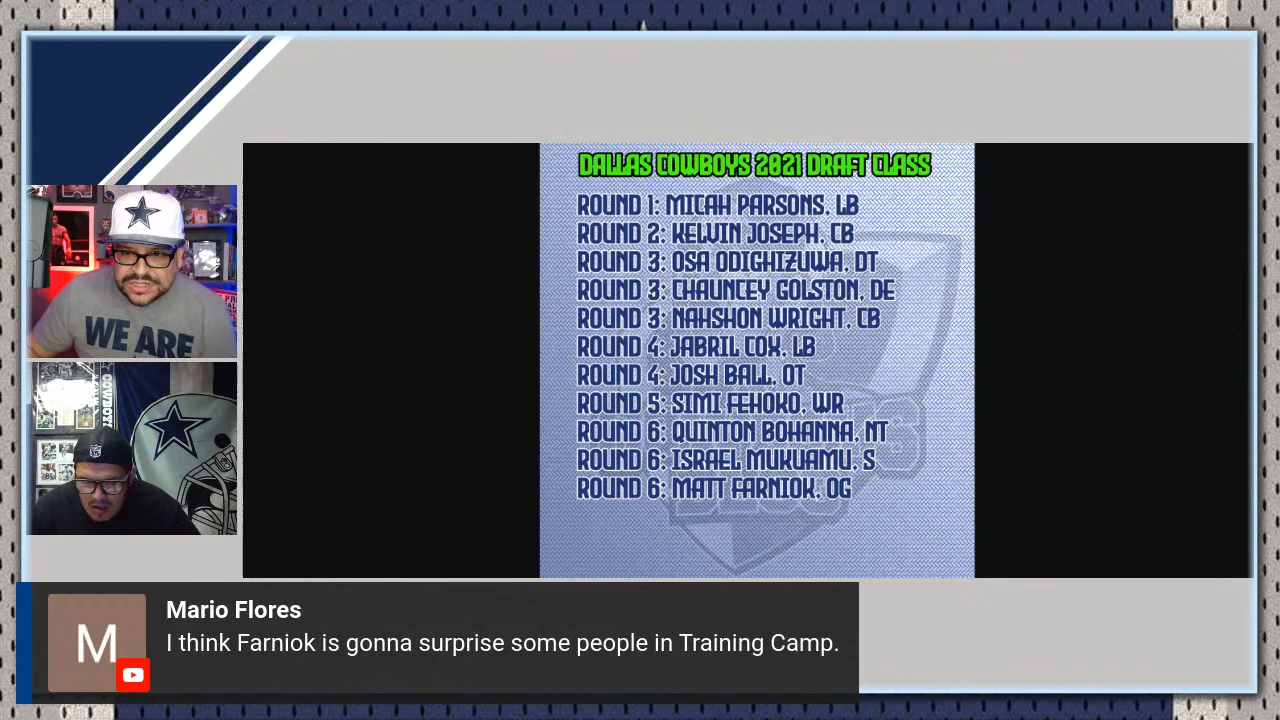 DALLAS COWBOYS 2021 DRAFT CLASS
ROUND 1: MICAH PARSONS, LB
ROUND 2: KELVIN JOSEPH, CB
ROUND 3: OSA ODIGHIZUWA, DT
ROUND 3: CHAUNCEY GOLSTON, DE
ROUND 3: NAHSHON WRIGHT, CB
ROUND 4: JABRIL COX, LB
ROUND 4: JOSH BALL, OT
ROUND 5: SIMI FEHOKO, WR
ROUND 6: QUINTON BOHANNA, NT
ROUND 6: ISRAEL MUKUAMU, S
ROUND 6: MATT FARNIOK, OG
WE ARE
COWBOY
M
Mario Flores
I think Farniok is gonna surprise some people in Training Camp.